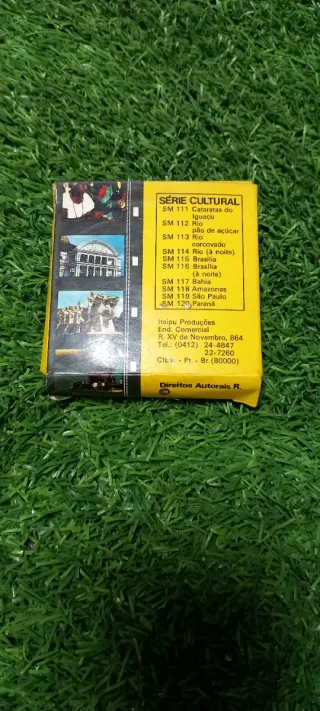 SÉRIE CULTURAL
SM 111 Cataratas do
Iguaçu
SM 112 Rio
pão de açúcar
SM 113 Rio
corcovado
SM 114 Rio (à noite)
SM 115 Brasília
SM 116 Brasília
(à noite)
SM 117 Bahia
SM 118 Amazonas
SM 119 São Paulo
SM 120 Paraná
Itaipu Produções
End. Comercial
R. XV de Novembro, 864
Tel.: (0412) 24-4847
22-7260
Ctba. - Pr - Br. (80000)
Direitos Autorais R.